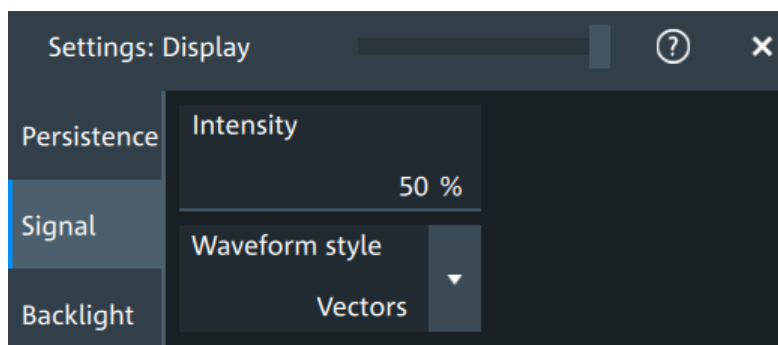 Settings: Display
?
Persistence
Intensity
50 %
Signal
Waveform style
Vectors
Backlight